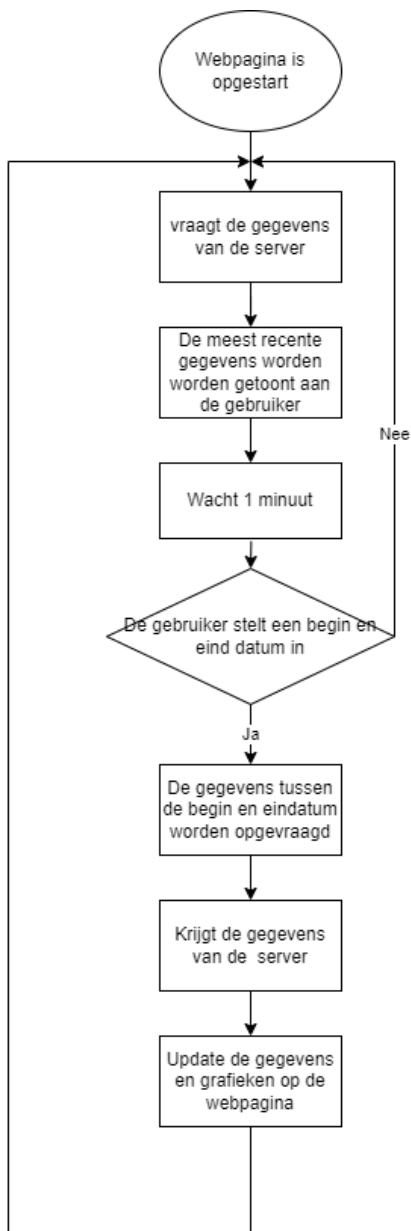 Webpagina is
opgestart
vraagt de gegevens
van de server
De meest recente
gegevens worden
worden getoont aan
de gebruiker
Nee
Wacht 1 minuut
De gebruiker stelt een begin en
eind datum in
Ja
De gegevens tussen
de begin en eindatum
worden opgevraagd
Krijgt de gegevens
van de server
Update de gegevens
en grafieken op de
webpagina